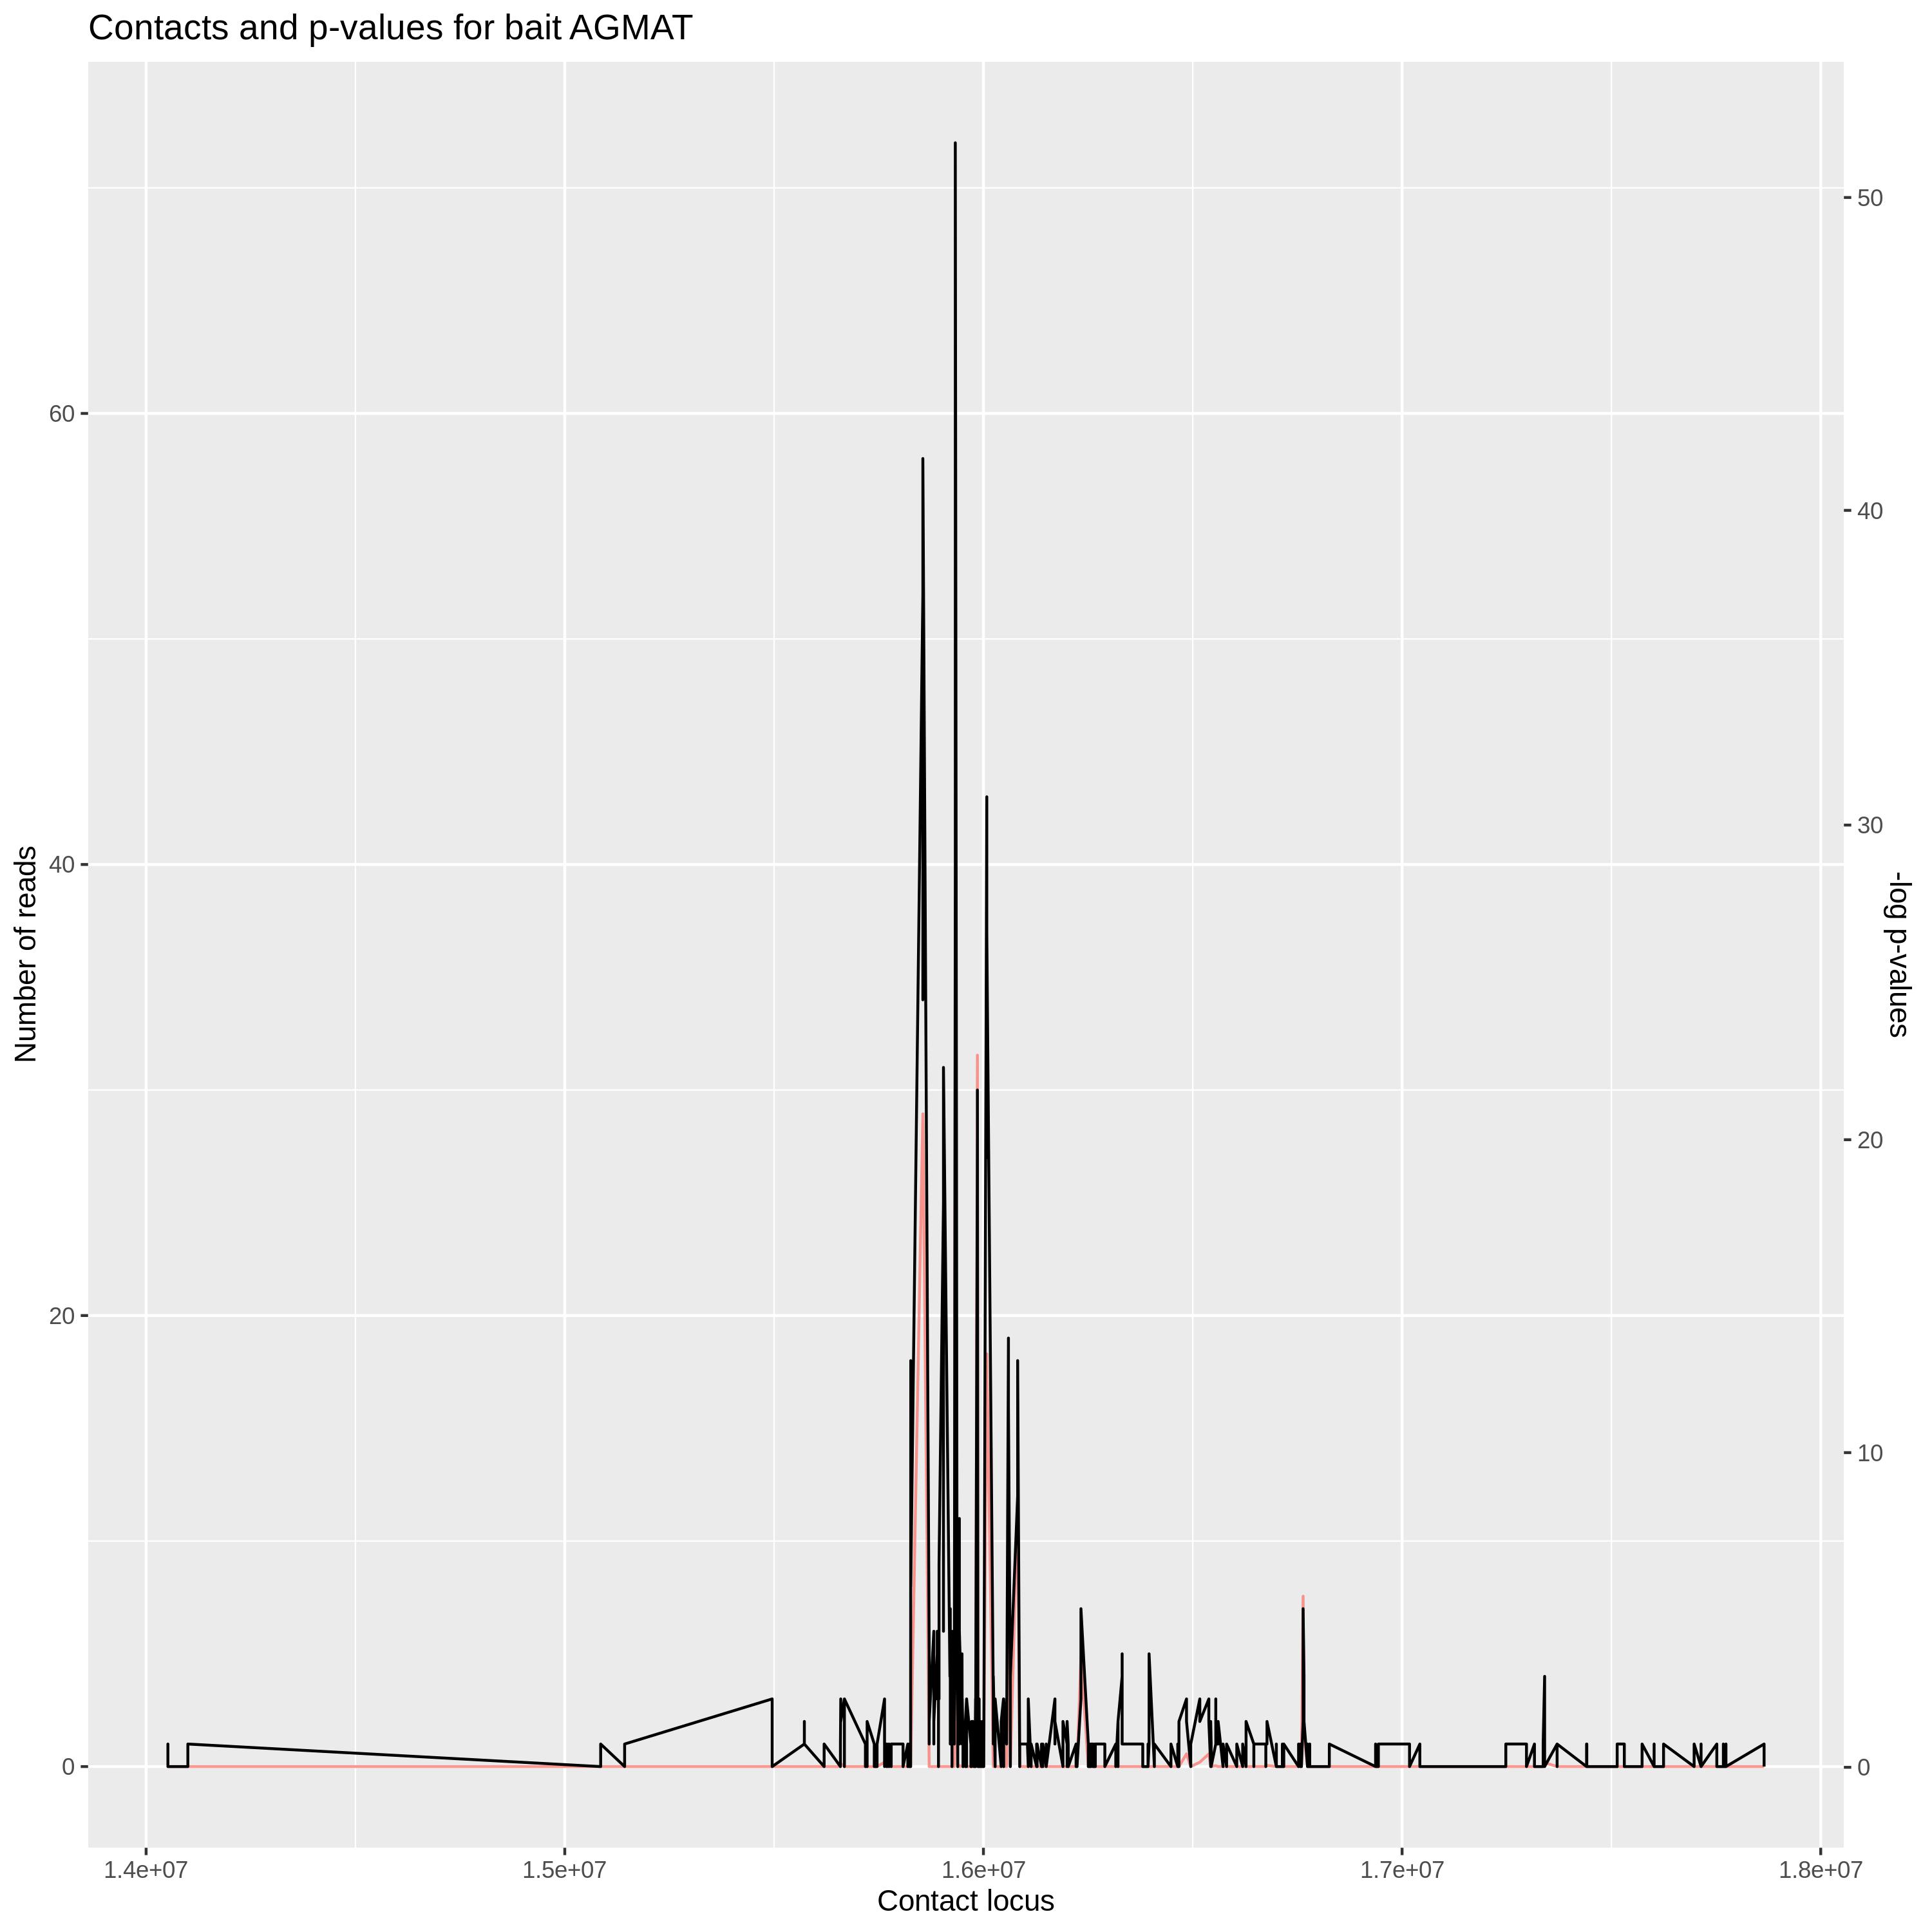 Contacts and p-values for bait AGMAT
Number of reads
60
40
20
0
50
40
30
20
10
0
-log p-values
1.4e+07
1.5e+07
1.6e+07
1.7e+07
1.8e+07
Contact locus